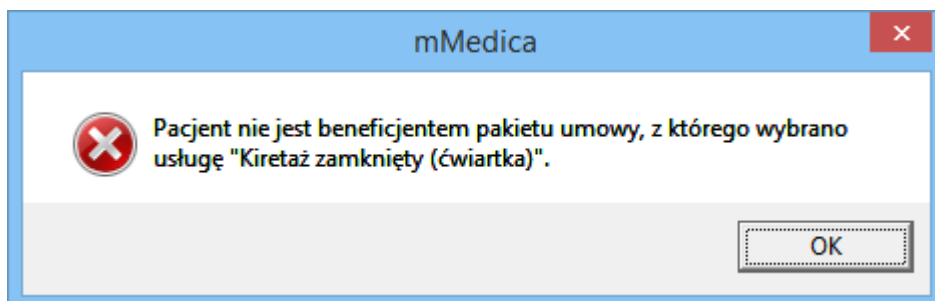 mMedica
Pacjent nie jest beneficjentem pakietu umowy, z którego wybrano
usługę "Kiretaż zamknięty (ćwiartka)".
OK